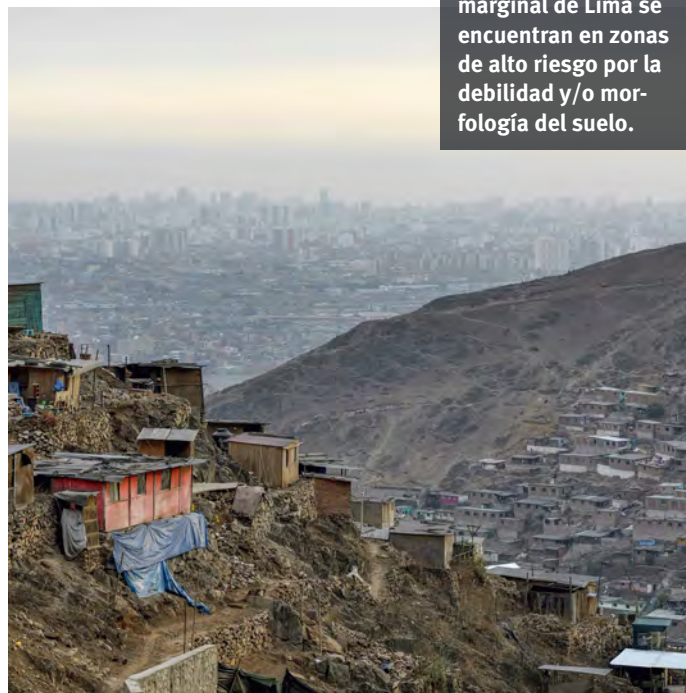 marginal de Lima se
encuentran en zonas
de alto riesgo por la
debilidad y/o mor-
fología del suelo.